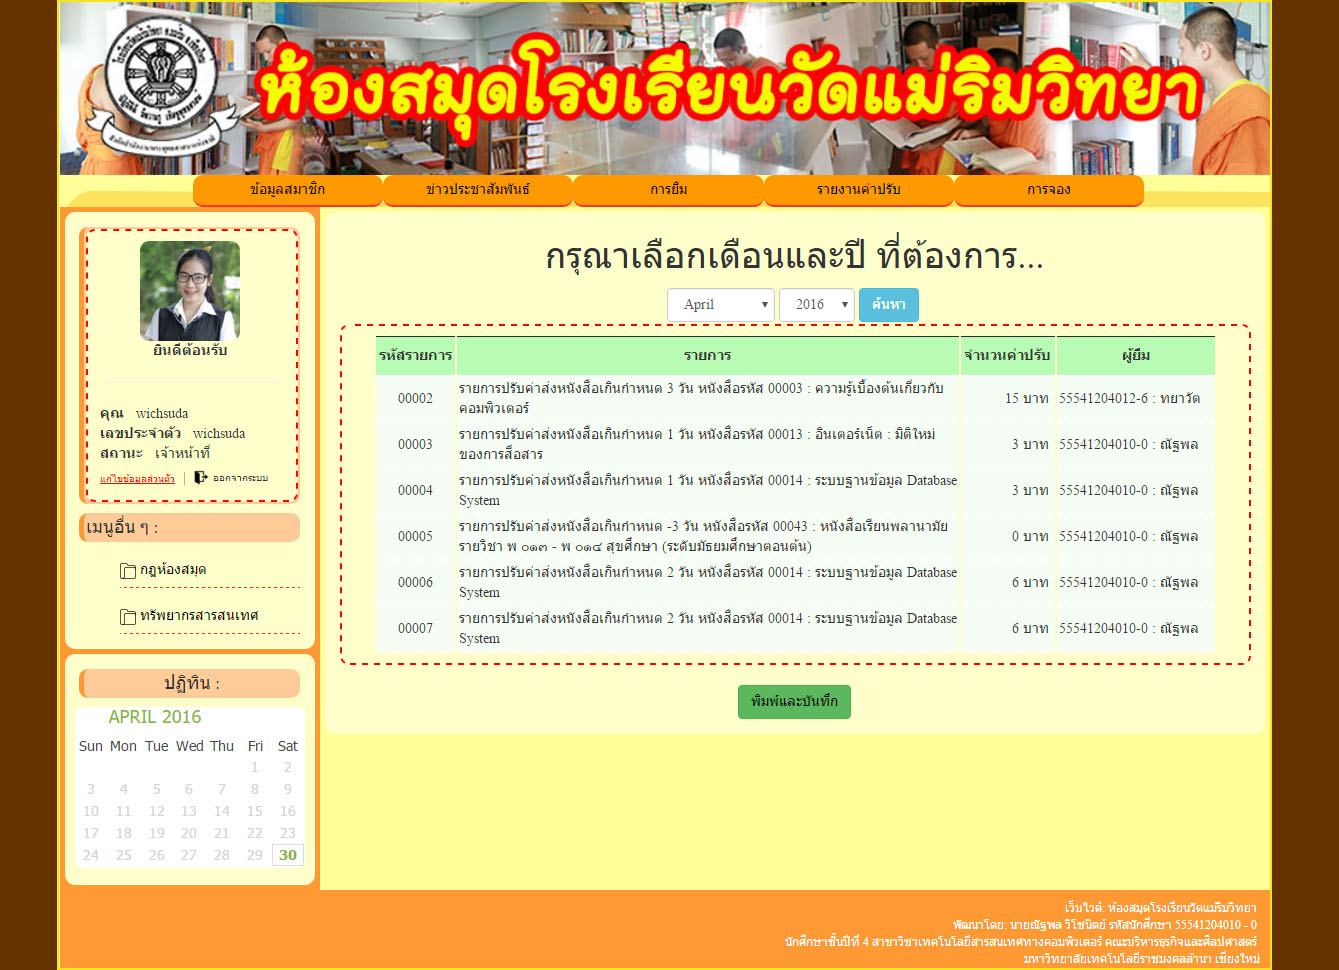 ห้องสมุดโรงเรียนวัดแม่ริมวิทยา
ข้อมูลสมาชิก ข่าวประชาสัมพันธ์ การยืม รายงานค่าปรับ การจอง
ยินดีต้อนรับ
คุณ wichsuda
เลขประจำตัว wichsuda
สถานะ เจ้าหน้าที่
แก้ไขข้อมูลส่วนตัว | ออกจากระบบ
เมนูอื่น ๆ :
กฎห้องสมุด
ทรัพยากรสารสนเทศ
ปฏิทิน :
APRIL 2016
Sun Mon Tue Wed Thu Fri Sat
1 2
3 4 5 6 7 8 9
10 11 12 13 14 15 16
17 18 19 20 21 22 23
24 25 26 27 28 29 30
กรุณาเลือกเดือนและปี ที่ต้องการ...
April 2016 ค้นหา
รหัสรายการ รายการ จำนวนค่าปรับ ผู้ยืม
00002 รายการปรับค่าส่งหนังสือเกินกำหนด 3 วัน หนังสือรหัส 00003 : ความรู้เบื้องต้นเกี่ยวกับ 15 บาท 55541204012-6 : ทยาวัต
คอมพิวเตอร์
00003 รายการปรับค่าส่งหนังสือเกินกำหนด 1 วัน หนังสือรหัส 00013 : อินเตอร์เน็ต : มิติใหม่ 3 บาท 55541204010-0 : ณัฐพล
ของการสื่อสาร
00004 รายการปรับค่าส่งหนังสือเกินกำหนด 1 วัน หนังสือรหัส 00014 : ระบบฐานข้อมูล Database 3 บาท 55541204010-0 : ณัฐพล
System
00005 รายการปรับค่าส่งหนังสือเกินกำหนด -3 วัน หนังสือรหัส 00043 : หนังสือเรียนพลานามัย 0 บาท 55541204010-0 : ณัฐพล
รายวิชา พ ๐๑๓ - พ ๐๑๔ สุขศึกษา (ระดับมัธยมศึกษาตอนต้น)
00006 รายการปรับค่าส่งหนังสือเกินกำหนด 2 วัน หนังสือรหัส 00014 : ระบบฐานข้อมูล Database 6 บาท 55541204010-0 : ณัฐพล
System
00007 รายการปรับค่าส่งหนังสือเกินกำหนด 2 วัน หนังสือรหัส 00014 : ระบบฐานข้อมูล Database 6 บาท 55541204010-0 : ณัฐพล
System
พิมพ์และบันทึก
เว็บไวต์: ห้องสมุดโรงเรียนวัดแม่ริมวิทยา
พัฒนาโดย: นายณัฐพล วิโชนิตย์ รหัสนักศึกษา 55541204010 - 0
นักศึกษาชั้นปีที่ 4 สาขาวิชาเทคโนโลยีสารสนเทศทางคอมพิวเตอร์ คณะบริหารธุรกิจและศิลปศาสตร์
มหาวิทยาลัยเทคโนโลยีราชมงคลล้านนา เชียงใหม่